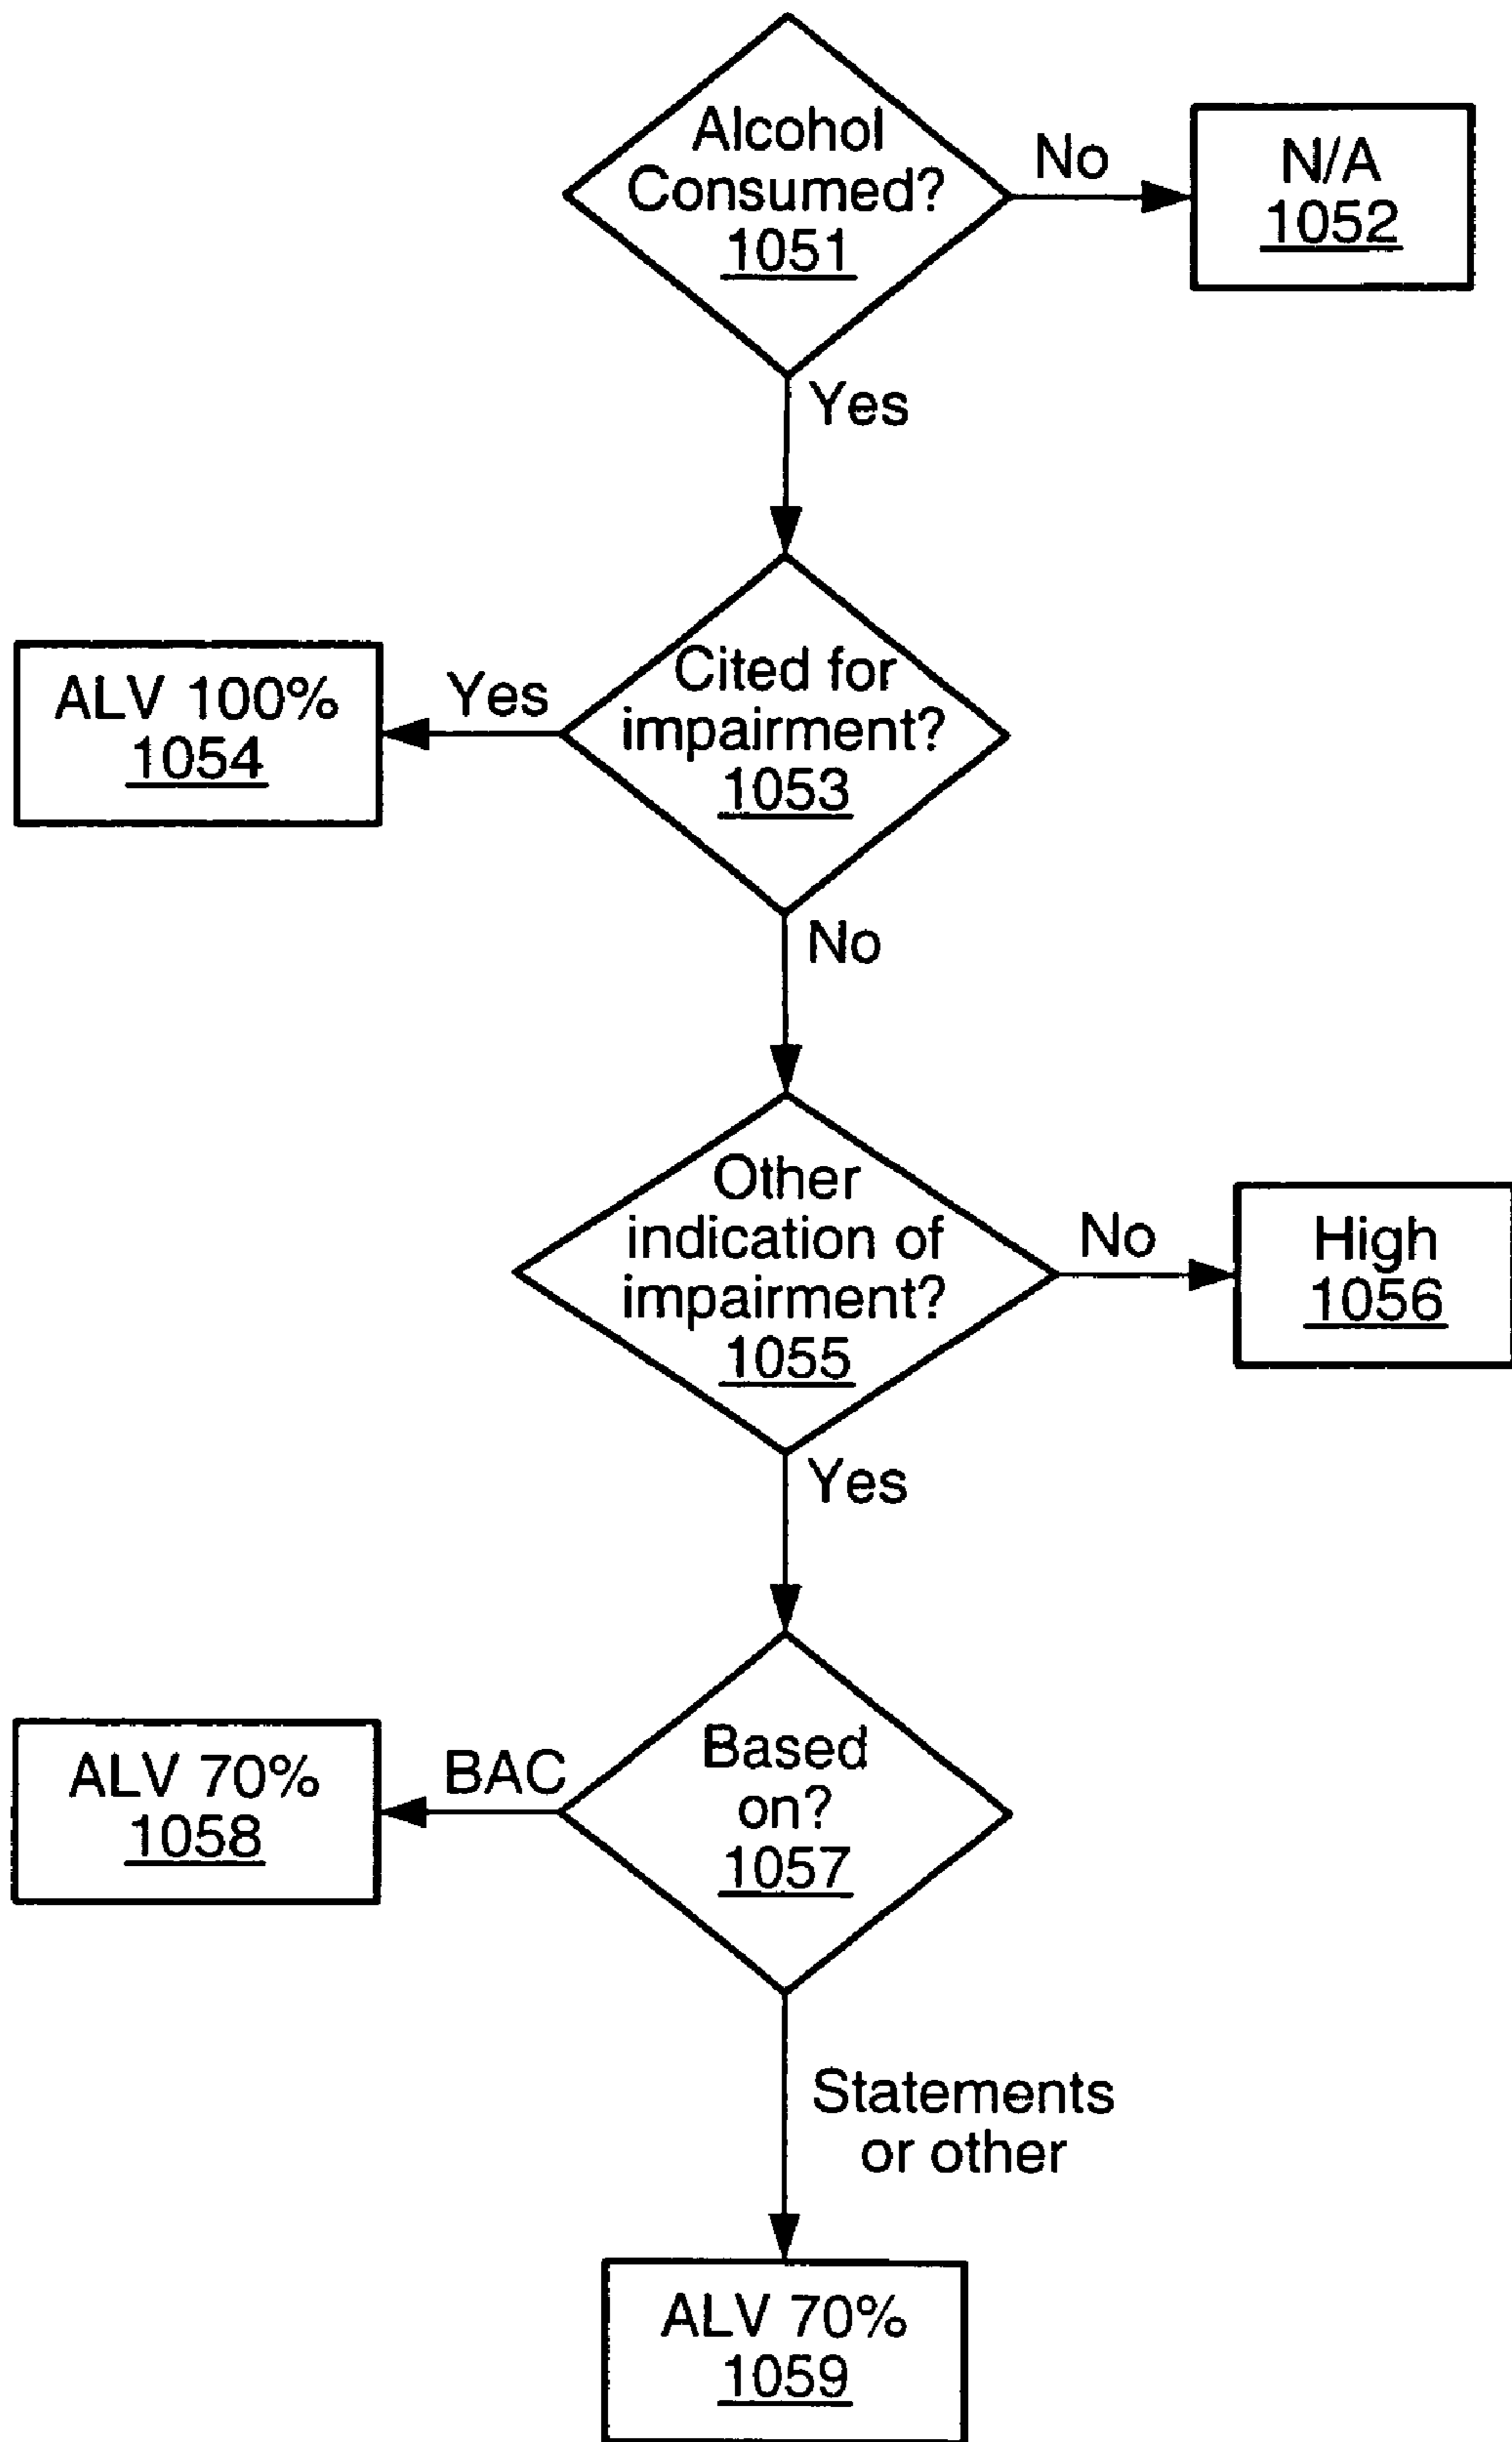 Alcohol
Consumed?
1051
No
N/A
1052
Yes
Cited for
impairment?
1053
Yes
ALV 100%
1054
No
Other
indication of
impairment?
1055
No
High
1056
Yes
Based
on?
1057
BAC
ALV 70%
1058
Statements
or other
ALV 70%
1059